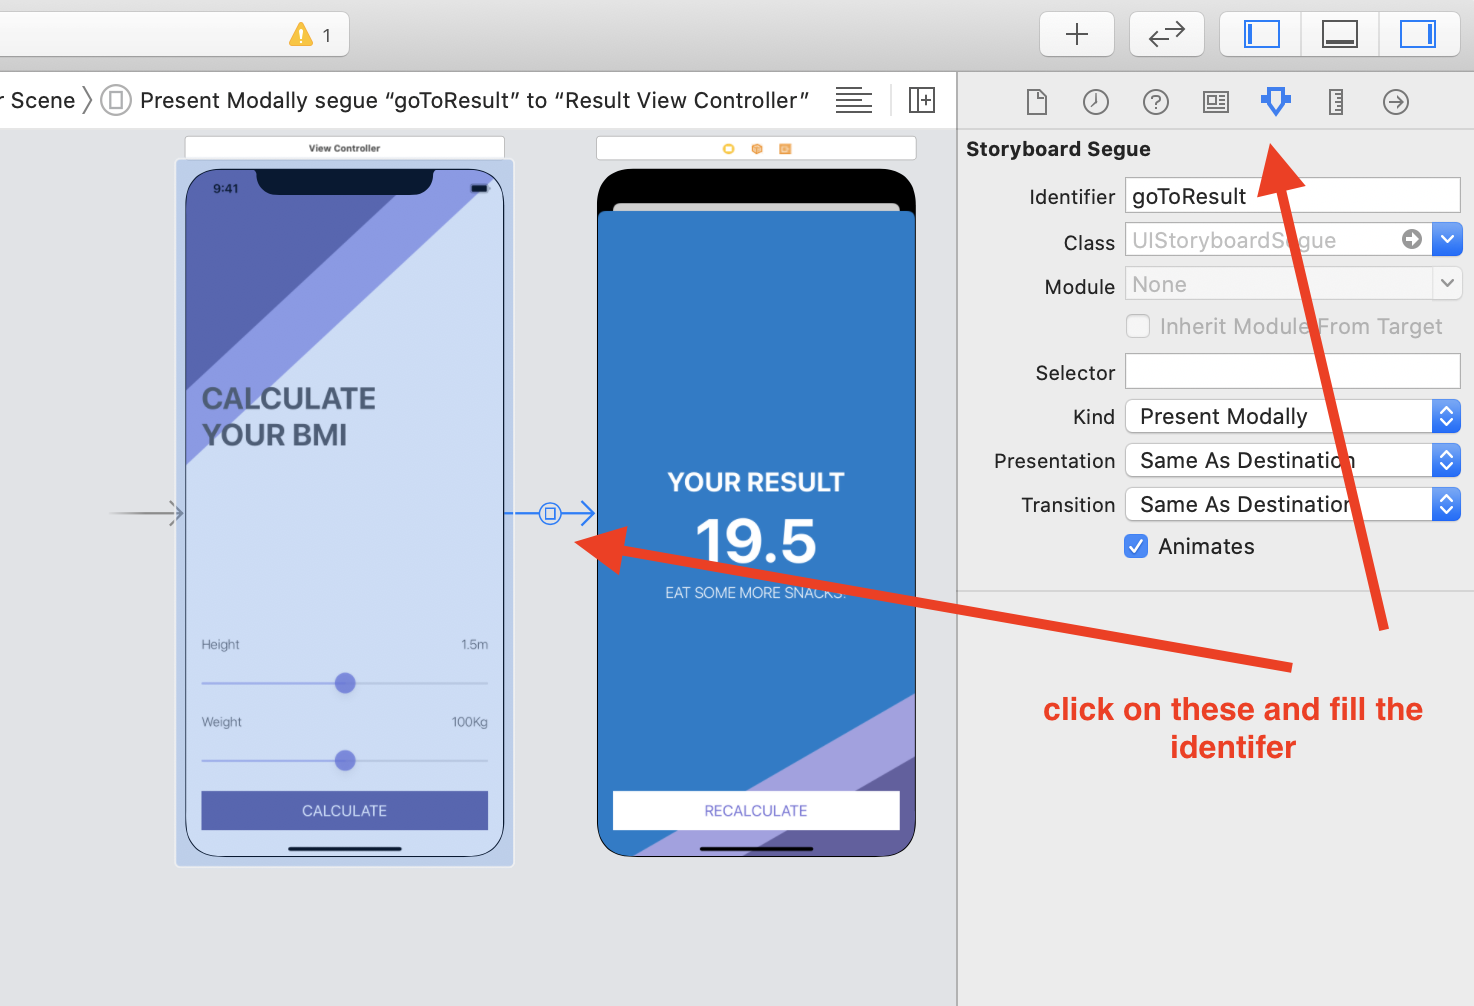 1
r Scene 〉 Present Modally segue “goToResult” to “Result View Controller”
View Controller
9:41
CALCULATE
YOUR BMI
Height 1.5m
Weight 100Kg
CALCULATE
YOUR RESULT
19.5
EAT SOME MORE SNACKS!
RECALCULATE
Storyboard Segue
Identifier goToResult
Class UIStoryboardSegue
Module None
Inherit Module From Target
Selector
Kind Present Modally
Presentation Same As Destination
Transition Same As Destination
Animates
click on these and fill the
identifer